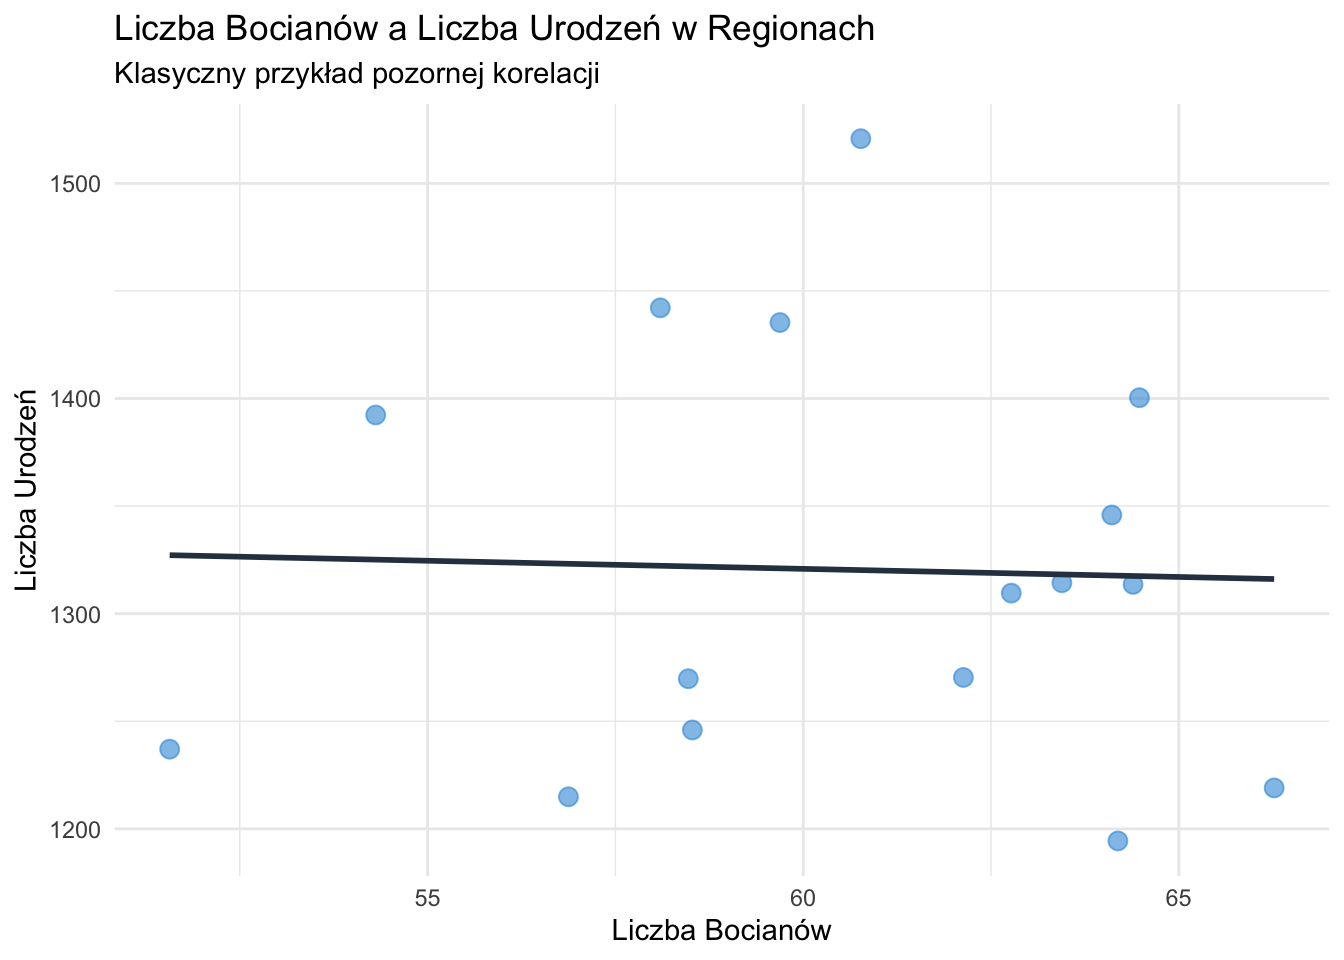 Liczba Bocianów a Liczba Urodzeń w Regionach
Klasyczny przykład pozornej korelacji
Liczba Urodzeń
1500
1400
1300
1200
55
60
65
Liczba Bocianów